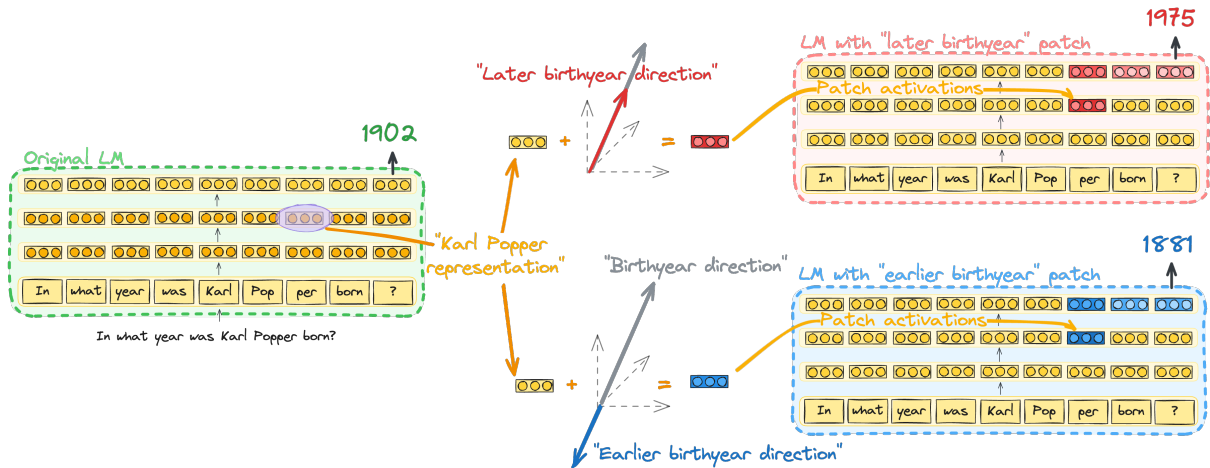 1902
Original LM
In what year was Karl Pop per born ?
In what year was Karl Popper born?
"Karl Popper
representation"
"Later birthyear direction"
+ =
"Birthyear direction"
+ =
"Earlier birthyear direction"
1975
LM with "later birthyear" patch
Patch activations
In what year was Karl Pop per born ?
1881
LM with "earlier birthyear" patch
Patch activations
In what year was Karl Pop per born ?